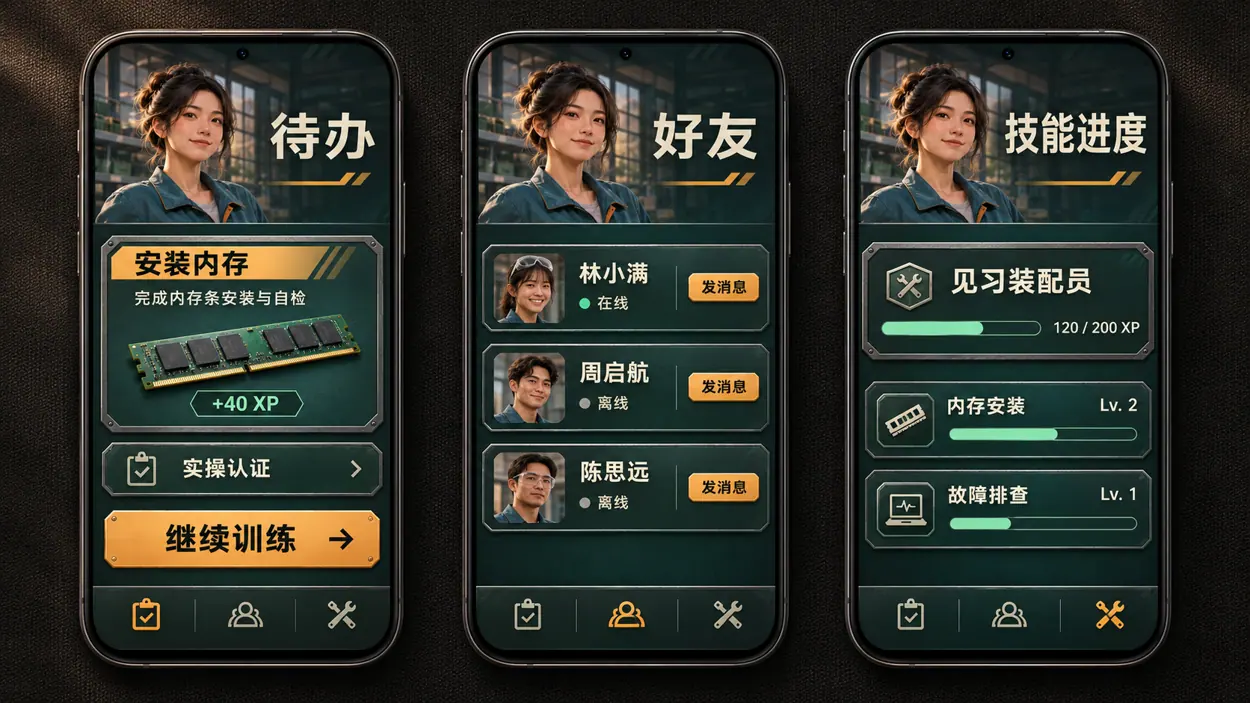 待办
安装内存
完成内存条安装与自检
+40 XP
实操认证
继续训练
好友
林小满
在线
发消息
周启航
离线
发消息
陈思远
离线
发消息
技能进度
见习装配员
120 / 200 XP
内存安装
Lv. 2
故障排查
Lv. 1